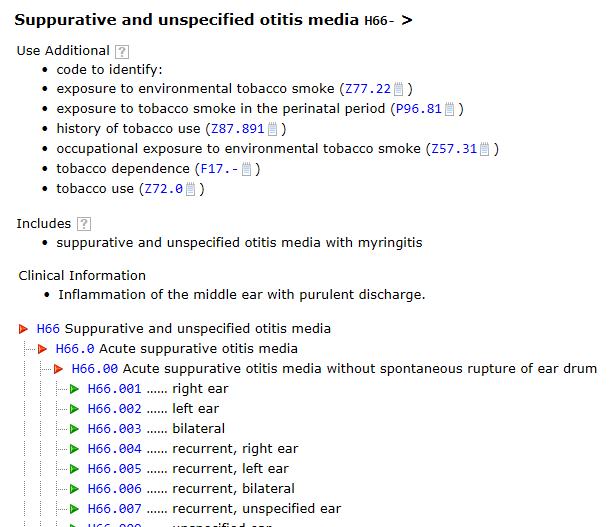 Suppurative and unspecified otitis media H66- >
Use Additional ?
• code to identify:
• exposure to environmental tobacco smoke (Z77.22)
• exposure to tobacco smoke in the perinatal period (P96.81)
• history of tobacco use (Z87.891)
• occupational exposure to environmental tobacco smoke (Z57.31)
• tobacco dependence (F17.-)
• tobacco use (Z72.0)
Includes ?
• suppurative and unspecified otitis media with myringitis
Clinical Information
• Inflammation of the middle ear with purulent discharge.
H66 Suppurative and unspecified otitis media
H66.0 Acute suppurative otitis media
H66.00 Acute suppurative otitis media without spontaneous rupture of ear drum
H66.001 ...... right ear
H66.002 ...... left ear
H66.003 ...... bilateral
H66.004 ...... recurrent, right ear
H66.005 ...... recurrent, left ear
H66.006 ...... recurrent, bilateral
H66.007 ...... recurrent, unspecified ear